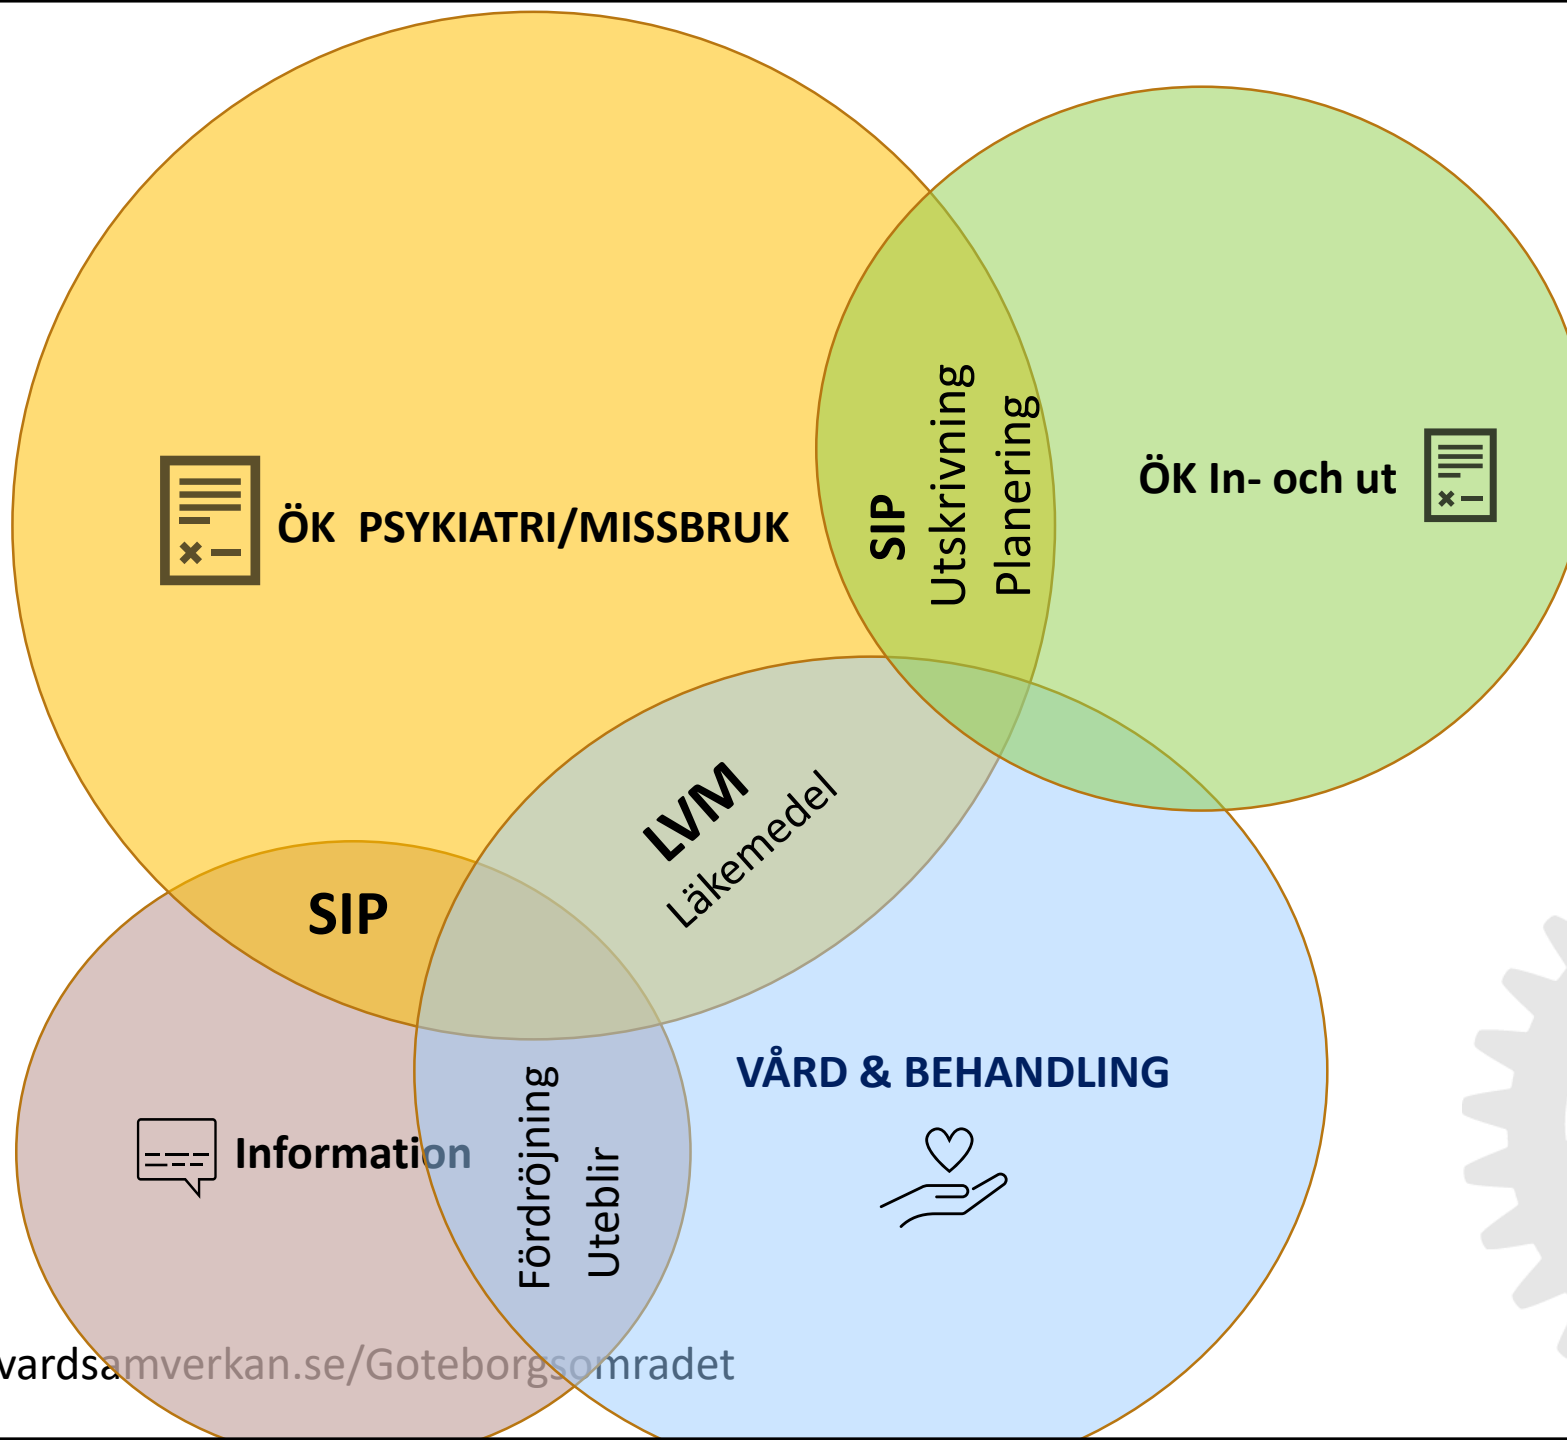 ÖK PSYKIATRI/MISSBRUK
SIP
Utskrivning
Planering
ÖK In- och ut
LVM
Läkemedel
SIP
VÅRD & BEHANDLING
Information
Fördröjning
Uteblir
vardsamverkan.se/Goteborgsomradet